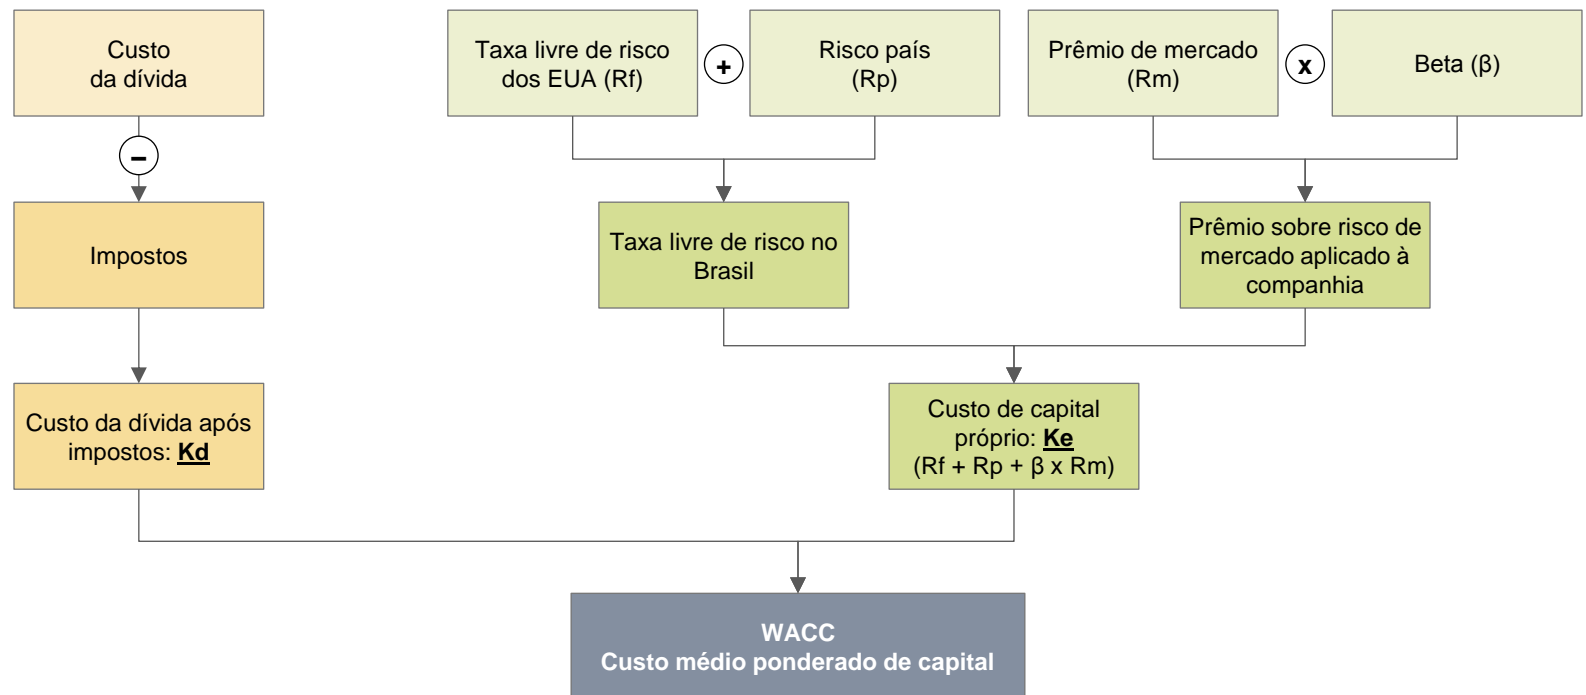 Custo
da dívida
Taxa livre de risco
dos EUA (Rf)
+
Risco país
(Rp)
Prêmio de mercado
(Rm)
x
Beta (β)
–
Impostos
Taxa livre de risco no
Brasil
Prêmio sobre risco de
mercado aplicado à
companhia
Custo da dívida após
impostos: Kd
Custo de capital
próprio: Ke
(Rf + Rp + β x Rm)
WACC
Custo médio ponderado de capital